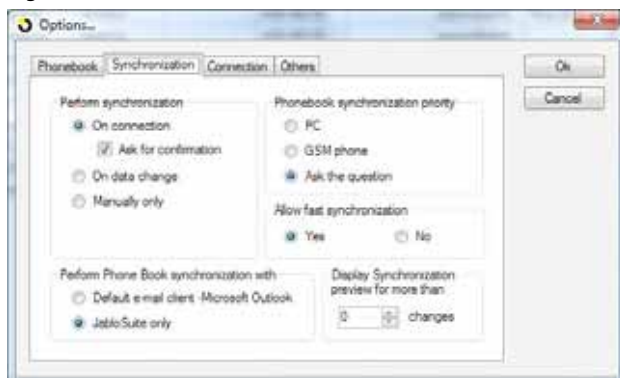 Options...
Phonebook Synchronization Connection Others
Ok
Cancel
Perform synchronization
On connection
Ask for confirmation
On data change
Manually only
Phonebook synchronization priority
PC
GSM phone
Ask the question
Allow fast synchronization
Yes No
Perform Phone Book synchronization with
Default e-mail client -Microsoft Outlook
JabloSuite only
Display Synchronization
preview for more than
0 changes